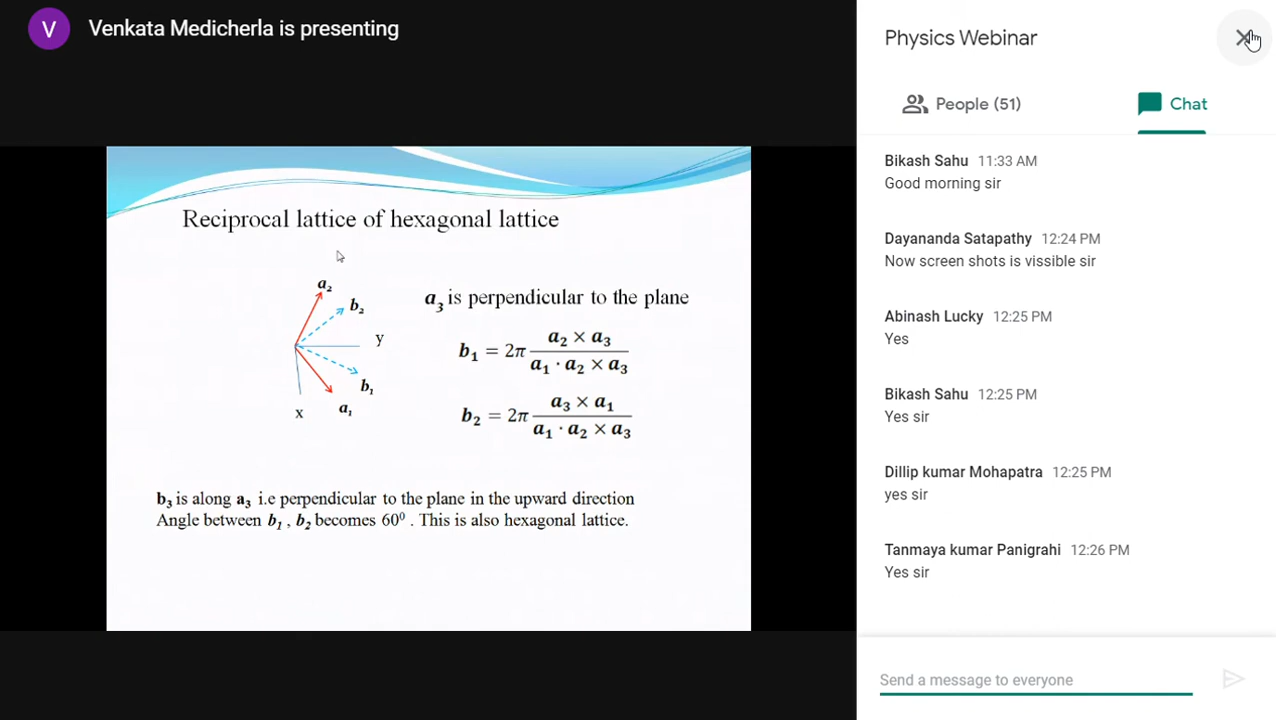 V
Venkata Medicherla is presenting
Reciprocal lattice of hexagonal lattice
a₂
b₂
y
b₁
a₁
x
a₃ is perpendicular to the plane
b₁ = 2π (a₂ × a₃) / (a₁ · a₂ × a₃)
b₂ = 2π (a₃ × a₁) / (a₁ · a₂ × a₃)
b₃ is along a₃ i.e perpendicular to the plane in the upward direction
Angle between b₁ , b₂ becomes 60⁰ . This is also hexagonal lattice.
Physics Webinar
People (51)
Chat
Bikash Sahu 11:33 AM
Good morning sir
Dayananda Satapathy 12:24 PM
Now screen shots is vissible sir
Abinash Lucky 12:25 PM
Yes
Bikash Sahu 12:25 PM
Yes sir
Dillip kumar Mohapatra 12:25 PM
yes sir
Tanmaya kumar Panigrahi 12:26 PM
Yes sir
Send a message to everyone